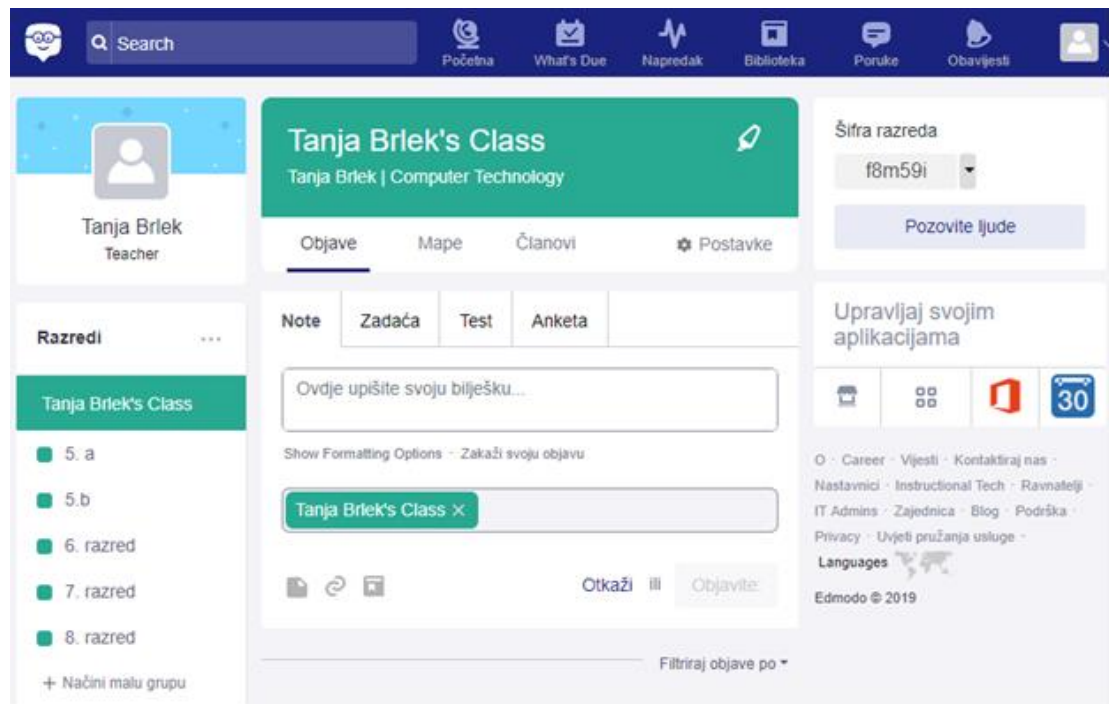 Search
Početna What's Due Napredak Biblioteka Poruke Obavijesti
Tanja Brlek
Teacher
Razredi ...
Tanja Brlek's Class
5. a
5.b
6. razred
7. razred
8. razred
+ Načini malu grupu
Tanja Brlek's Class
Tanja Brlek | Computer Technology
Objave Mape Članovi Postavke
Note Zadaća Test Anketa
Ovdje upišite svoju bilješku...
Show Formatting Options · Zakaži svoju objavu
Tanja Brlek's Class ×
Otkaži ili Objavite
Filtriraj objave po
Šifra razreda
f8m59i
Pozovite ljude
Upravljaj svojim
aplikacijama
30
O · Career · Vijesti · Kontaktiraj nas ·
Nastavnici · Instructional Tech · Ravnatelji ·
IT Admins · Zajednica · Blog · Podrška ·
Privacy · Uvjeti pružanja usluge ·
Languages
Edmodo © 2019